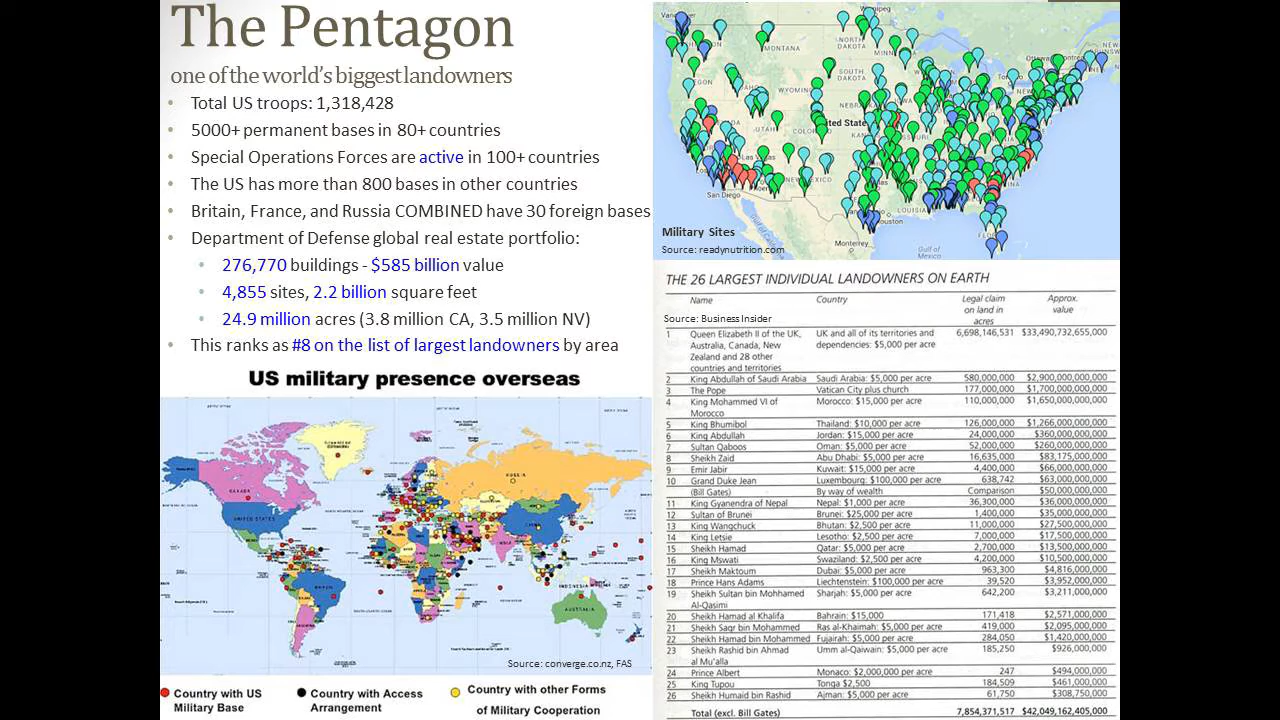 The Pentagon
one of the world's biggest landowners
• Total US troops: 1,318,428
• 5000+ permanent bases in 80+ countries
• Special Operations Forces are active in 100+ countries
• The US has more than 800 bases in other countries
• Britain, France, and Russia COMBINED have 30 foreign bases
• Department of Defense global real estate portfolio:
• 276,770 buildings - $585 billion value
• 4,855 sites, 2.2 billion square feet
• 24.9 million acres (3.8 million CA, 3.5 million NV)
• This ranks as #8 on the list of largest landowners by area
US military presence overseas
CANADA
UNITED STATES
BRAZIL
RUSSIA
CHINA
INDONESIA
AUSTRALIA
Source: converge.co.nz, FAS
Country with US Military Base
Country with Access Arrangement
Country with other Forms of Military Cooperation
Winnipeg
MONTANA
NORTH DAKOTA
MINN
SOUTH DAKOTA
WYOMING
UTAH
Las Vegas
San Diego
LOUISIANA
Monterrey
Gulf of Mexico
Military Sites
Source: readynutrition.com
THE 26 LARGEST INDIVIDUAL LANDOWNERS ON EARTH
Name Country Legal claim on land in acres Approx. value
Source: Business Insider
1 Queen Elizabeth II of the UK, UK and all of its territories and 6,698,146,531 $33,490,732,655,000
Australia, Canada, New dependencies: $5,000 per acre
Zealand and 28 other
countries and territories
2 King Abdullah of Saudi Arabia Saudi Arabia: $5,000 per acre 580,000,000 $2,900,000,000,000
3 The Pope Vatican City plus church 177,000,000 $1,700,000,000,000
4 King Mohammed VI of Morocco: $15,000 per acre 110,000,000 $1,650,000,000,000
Morocco
5 King Bhumibol Thailand: $10,000 per acre 126,000,000 $1,266,000,000,000
6 King Abdullah Jordan: $15,000 per acre 24,000,000 $360,000,000,000
7 Sultan Qaboos Oman: $5,000 per acre 52,000,000 $260,000,000,000
8 Sheikh Zaid Abu Dhabi: $5,000 per acre 16,635,000 $83,175,000,000
9 Emir Jabir Kuwait: $15,000 per acre 4,400,000 $66,000,000,000
10 Grand Duke Jean Luxembourg: $100,000 per acre 638,742 $63,000,000,000
(Bill Gates) By way of wealth Comparison $50,000,000,000
11 King Gyanendra of Nepal Nepal: $1,000 per acre 36,300,000 $36,000,000,000
12 Sultan of Brunei Brunei: $25,000 per acre 1,400,000 $35,000,000,000
13 King Wangchuck Bhutan: $2,500 per acre 11,000,000 $27,500,000,000
14 King Letsie Lesotho: $2,500 per acre 7,000,000 $17,500,000,000
15 Sheikh Hamad Qatar: $5,000 per acre 2,700,000 $13,500,000,000
16 King Mswati Swaziland: $2,500 per acre 4,200,000 $10,500,000,000
17 Sheikh Maktoum Dubai: $5,000 per acre 963,300 $4,816,000,000
18 Prince Hans Adams Liechtenstein: $100,000 per acre 39,520 $3,952,000,000
19 Sheikh Sultan bin Mohhamed Sharjah: $5,000 per acre 642,200 $3,211,000,000
Al-Qasimi
20 Sheikh Hamad al Khalifa Bahrain: $15,000 171,418 $2,571,000,000
21 Sheikh Saqr bin Mohammed Ras al-Khaimah: $5,000 per acre 419,000 $2,095,000,000
22 Sheikh Hamad bin Mohammed Fujairah: $5,000 per acre 284,050 $1,420,000,000
23 Sheikh Rashid bin Ahmad Umm al-Qaiwain: $5,000 per acre 185,250 $926,000,000
al Mu'alla
24 Prince Albert Monaco: $2,000,000 per acre 247 $494,000,000
25 King Tupou Tonga $2,500 184,509 $461,000,000
26 Sheikh Humaid bin Rashid Ajman: $5,000 per acre 61,750 $308,750,000
Total (excl. Bill Gates) 7,854,371,517 $42,049,162,405,000